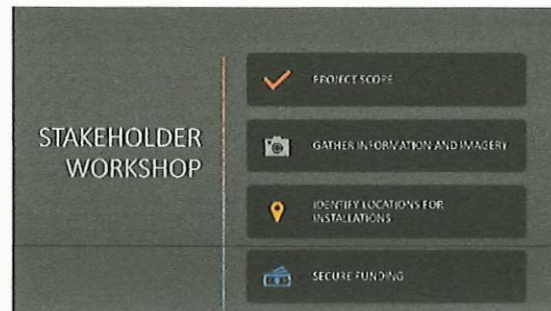 STAKEHOLDER
WORKSHOP
PROJECT SCOPE
GATHER INFORMATION AND IMAGERY
IDENTIFY LOCATIONS FOR
INSTALLATIONS
SECURE FUNDING